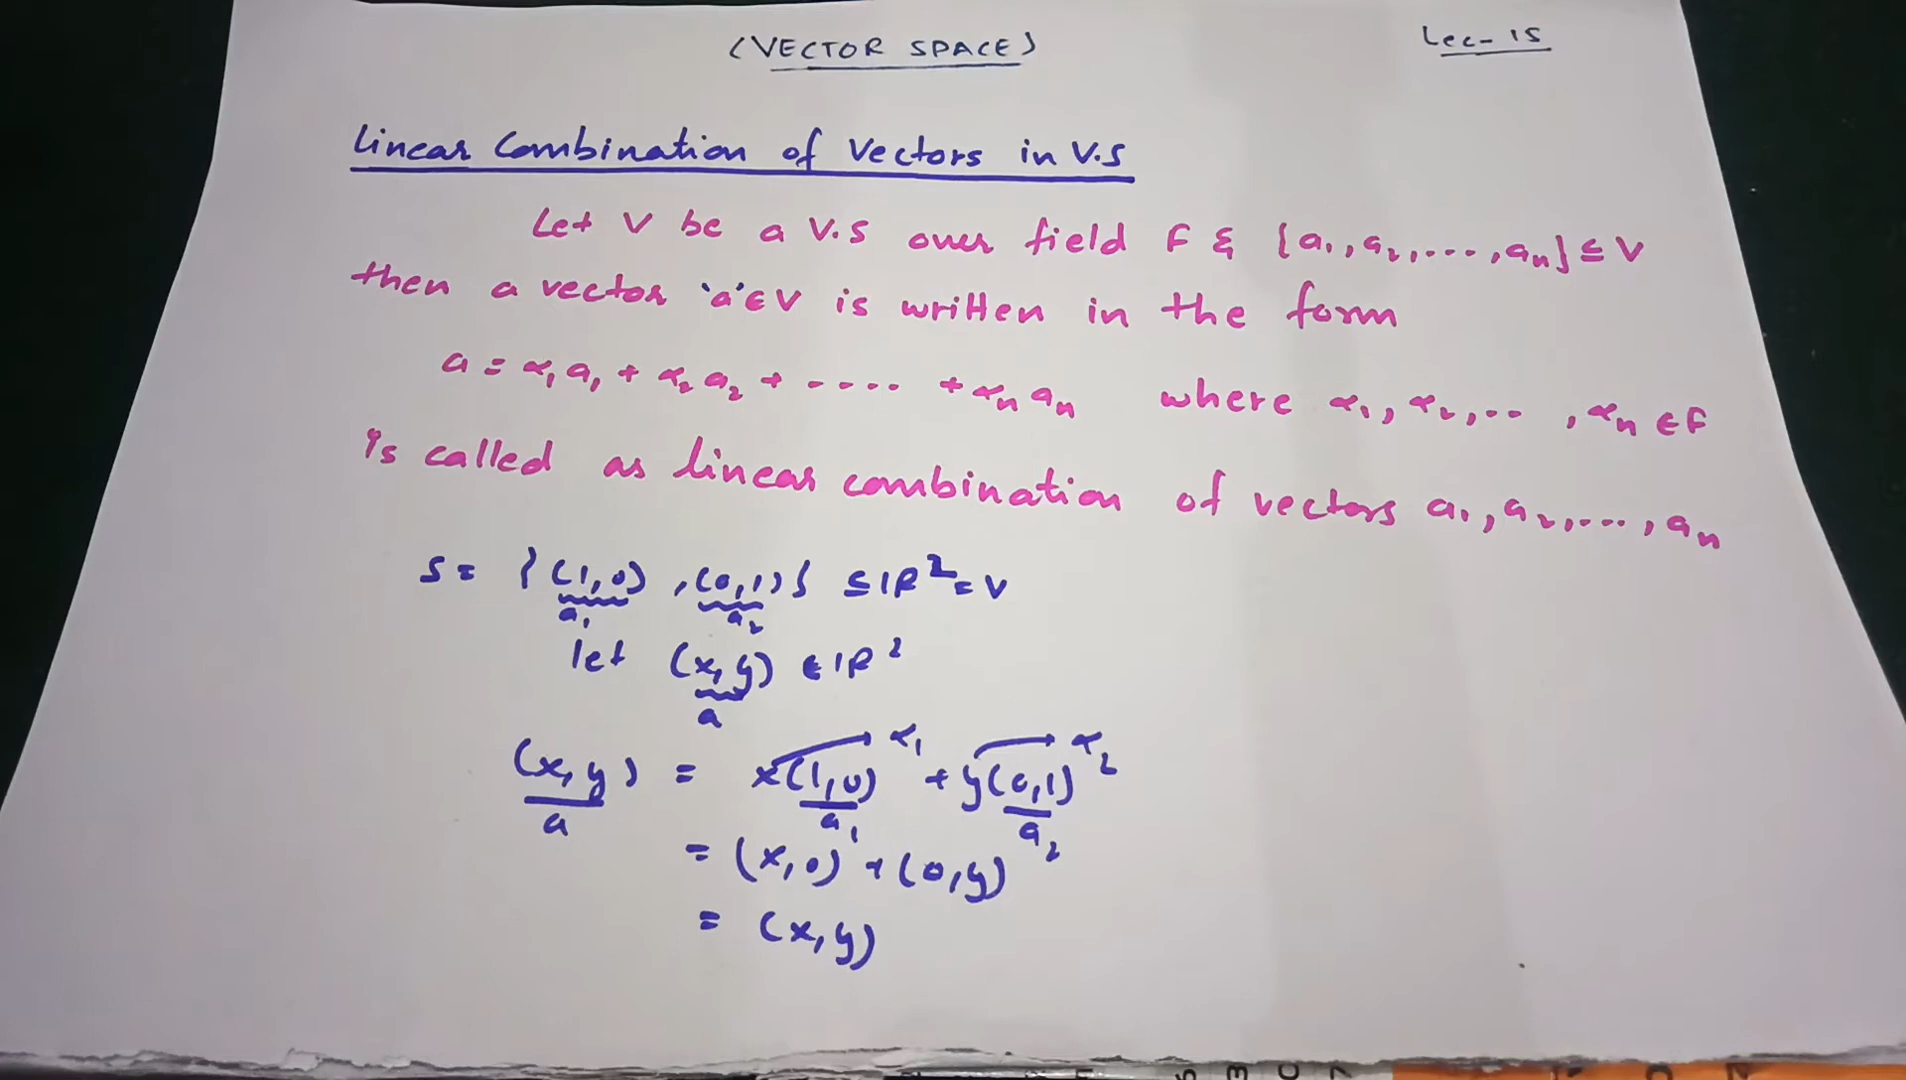 (VECTOR SPACE)
Lec-15
Linear Combination of Vectors in V.S
Let V be a V.S over field F & {a₁, a₂, ...., aₙ} ⊆ V
then a vector 'a' ∈ V is written in the form
a = α₁a₁ + α₂a₂ + .... + αₙaₙ where α₁, α₂, .. , αₙ ∈ F
is called as linear combination of vectors a₁, a₂, ..., aₙ
S = {(1,0), (0,1)} ⊆ ℝ² = V
a₁ a₂
let (x,y) ∈ ℝ²
a
α₁ α₂
(x,y) = x(1,0) + y(0,1)
a a₁ a₂
= (x,0) + (0,y)
= (x,y)